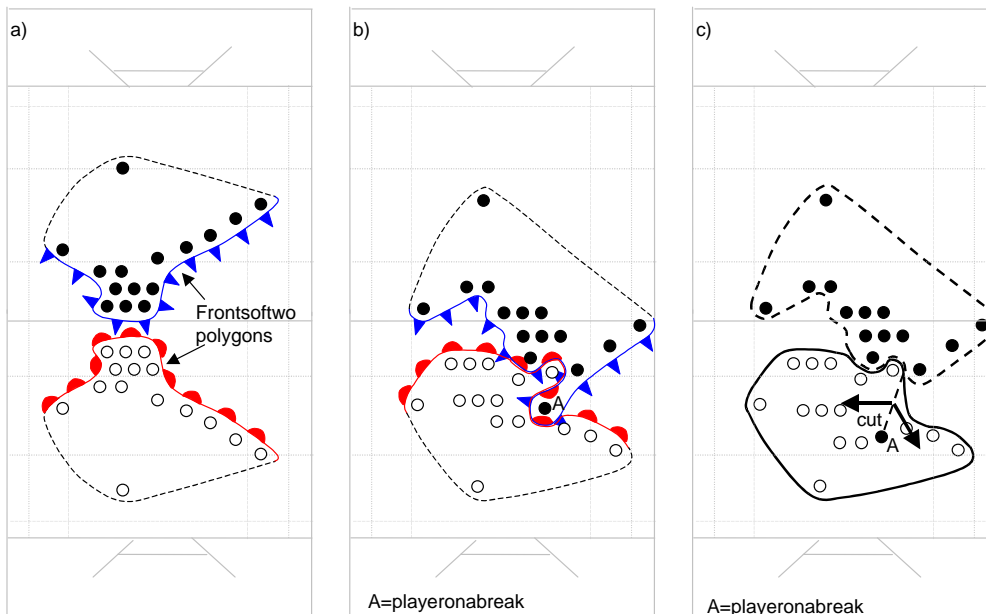 a)
b)
c)
Frontsoftwo
polygons
A
cut
A
A=playeronabreak
A=playeronabreak